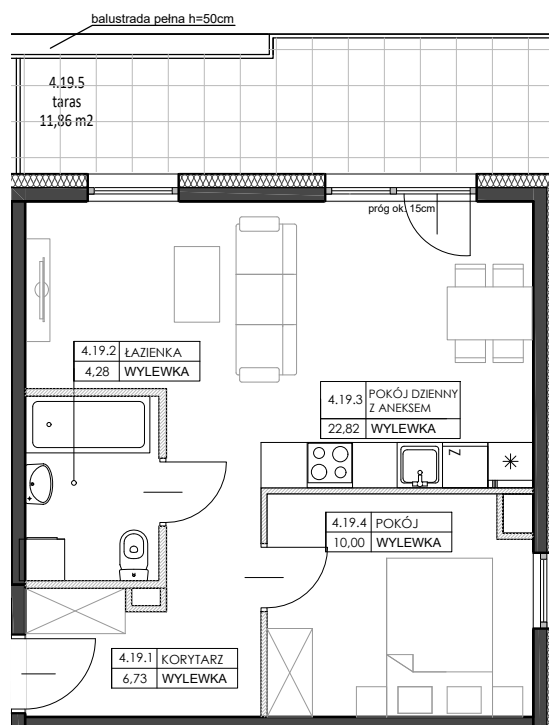 balustrada pełna h=50cm
4.19.5
taras
11,86 m2
próg ok. 15cm
4.19.2 ŁAZIENKA
4,28 WYLEWKA
4.19.3 POKÓJ DZIENNY
Z ANEKSEM
22,82 WYLEWKA
Z
4.19.4 POKÓJ
10,00 WYLEWKA
4.19.1 KORYTARZ
6,73 WYLEWKA